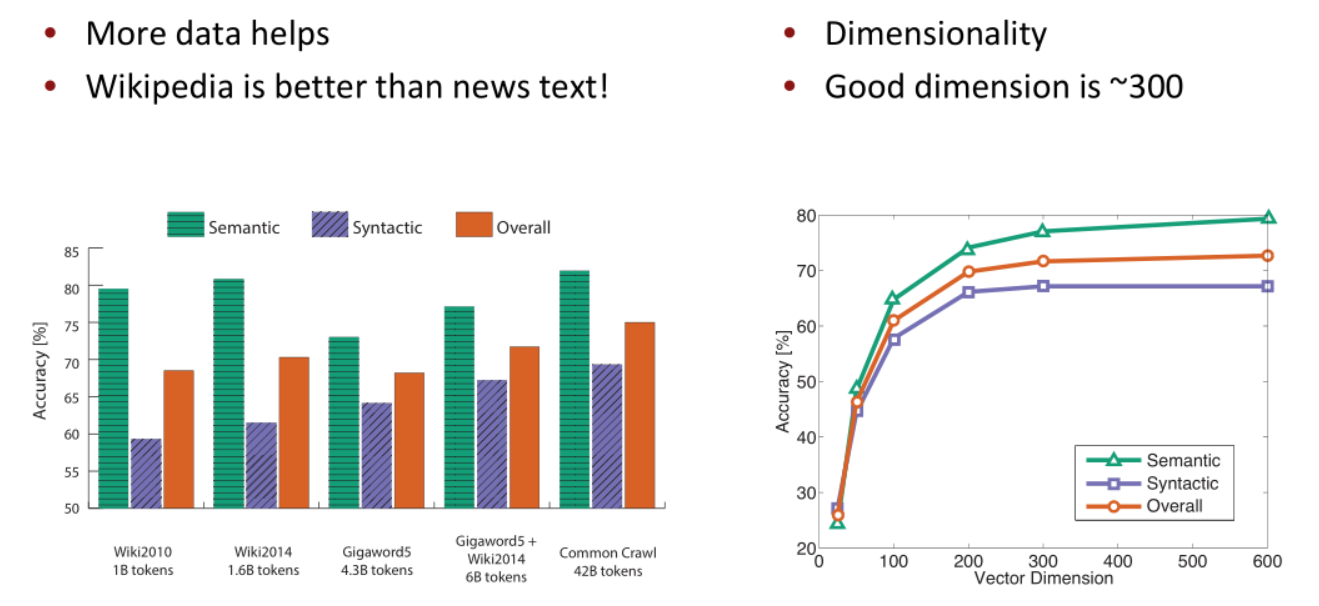 • More data helps
• Wikipedia is better than news text!
• Dimensionality
• Good dimension is ~300
Semantic
Syntactic
Overall
Accuracy [%]
85
80
75
70
65
60
55
50
Wiki2010
1B tokens
Wiki2014
1.6B tokens
Gigaword5
4.3B tokens
Gigaword5 +
Wiki2014
6B tokens
Common Crawl
42B tokens
Accuracy [%]
80
70
60
50
40
30
20
Semantic
Syntactic
Overall
0
100
200
300
400
500
600
Vector Dimension